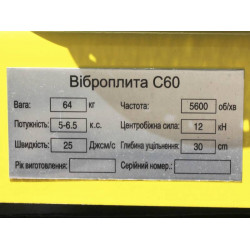 Віброплита С60
Вага: 64 кг Частота: 5600 об/хв
Потужність: 5-6.5 к.с. Центробіжна сила: 12 кН
Швидкість: 25 Джсм/с Глибина ущільнення: 30 cm
Рік виготовлення: Серійний номер: